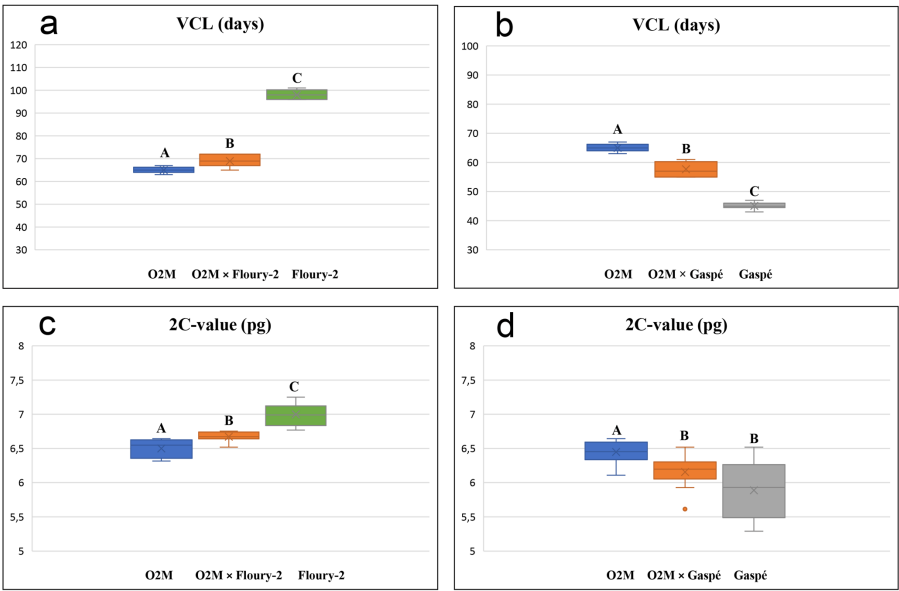 a
VCL (days)
120
110
100
90
80
70
60
50
40
30
A
B
C
O2M O2M × Floury-2 Floury-2
b
VCL (days)
100
90
80
70
60
50
40
30
A
B
C
O2M O2M × Gaspé Gaspé
c
2C-value (pg)
8
7,5
7
6,5
6
5,5
5
A
B
C
O2M O2M × Floury-2 Floury-2
d
2C-value (pg)
8
7,5
7
6,5
6
5,5
5
A
B
B
O2M O2M × Gaspé Gaspé